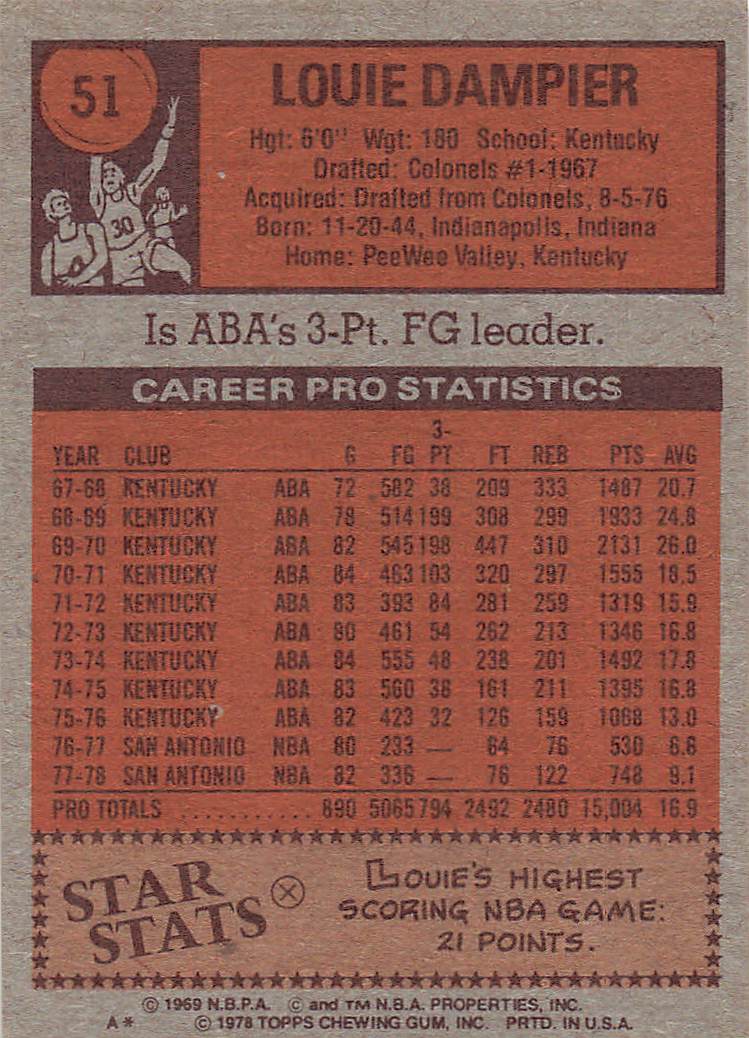 51
LOUIE DAMPIER
Hgt: 6'0" Wgt: 180 School: Kentucky
Drafted: Colonels #1-1967
Acquired: Drafted from Colonels, 8-5-76
Born: 11-20-44, Indianapolis, Indiana
Home: PeeWee Valley, Kentucky
30
Is ABA's 3-Pt. FG leader.
CAREER PRO STATISTICS
YEAR CLUB G FG 3-PT FT REB PTS AVG
67-68 KENTUCKY ABA 72 582 38 209 333 1487 20.7
68-69 KENTUCKY ABA 78 514 199 308 299 1933 24.8
69-70 KENTUCKY ABA 82 545 198 447 310 2131 26.0
70-71 KENTUCKY ABA 84 463 103 320 297 1555 18.5
71-72 KENTUCKY ABA 83 393 84 281 259 1319 15.9
72-73 KENTUCKY ABA 80 461 54 262 213 1346 16.8
73-74 KENTUCKY ABA 84 555 48 238 201 1492 17.8
74-75 KENTUCKY ABA 83 560 38 161 211 1395 16.8
75-76 KENTUCKY ABA 82 423 32 126 159 1068 13.0
76-77 SAN ANTONIO NBA 80 233 — 64 76 530 6.6
77-78 SAN ANTONIO NBA 82 336 — 76 122 748 9.1
PRO TOTALS ........... 890 5065 794 2492 2480 15,004 16.9
STAR STATS
LOUIE'S HIGHEST
SCORING NBA GAME:
21 POINTS.
© 1969 N.B.P.A. © and TM N.B.A. PROPERTIES, INC.
A* © 1978 TOPPS CHEWING GUM, INC. PRTD. IN U.S.A.